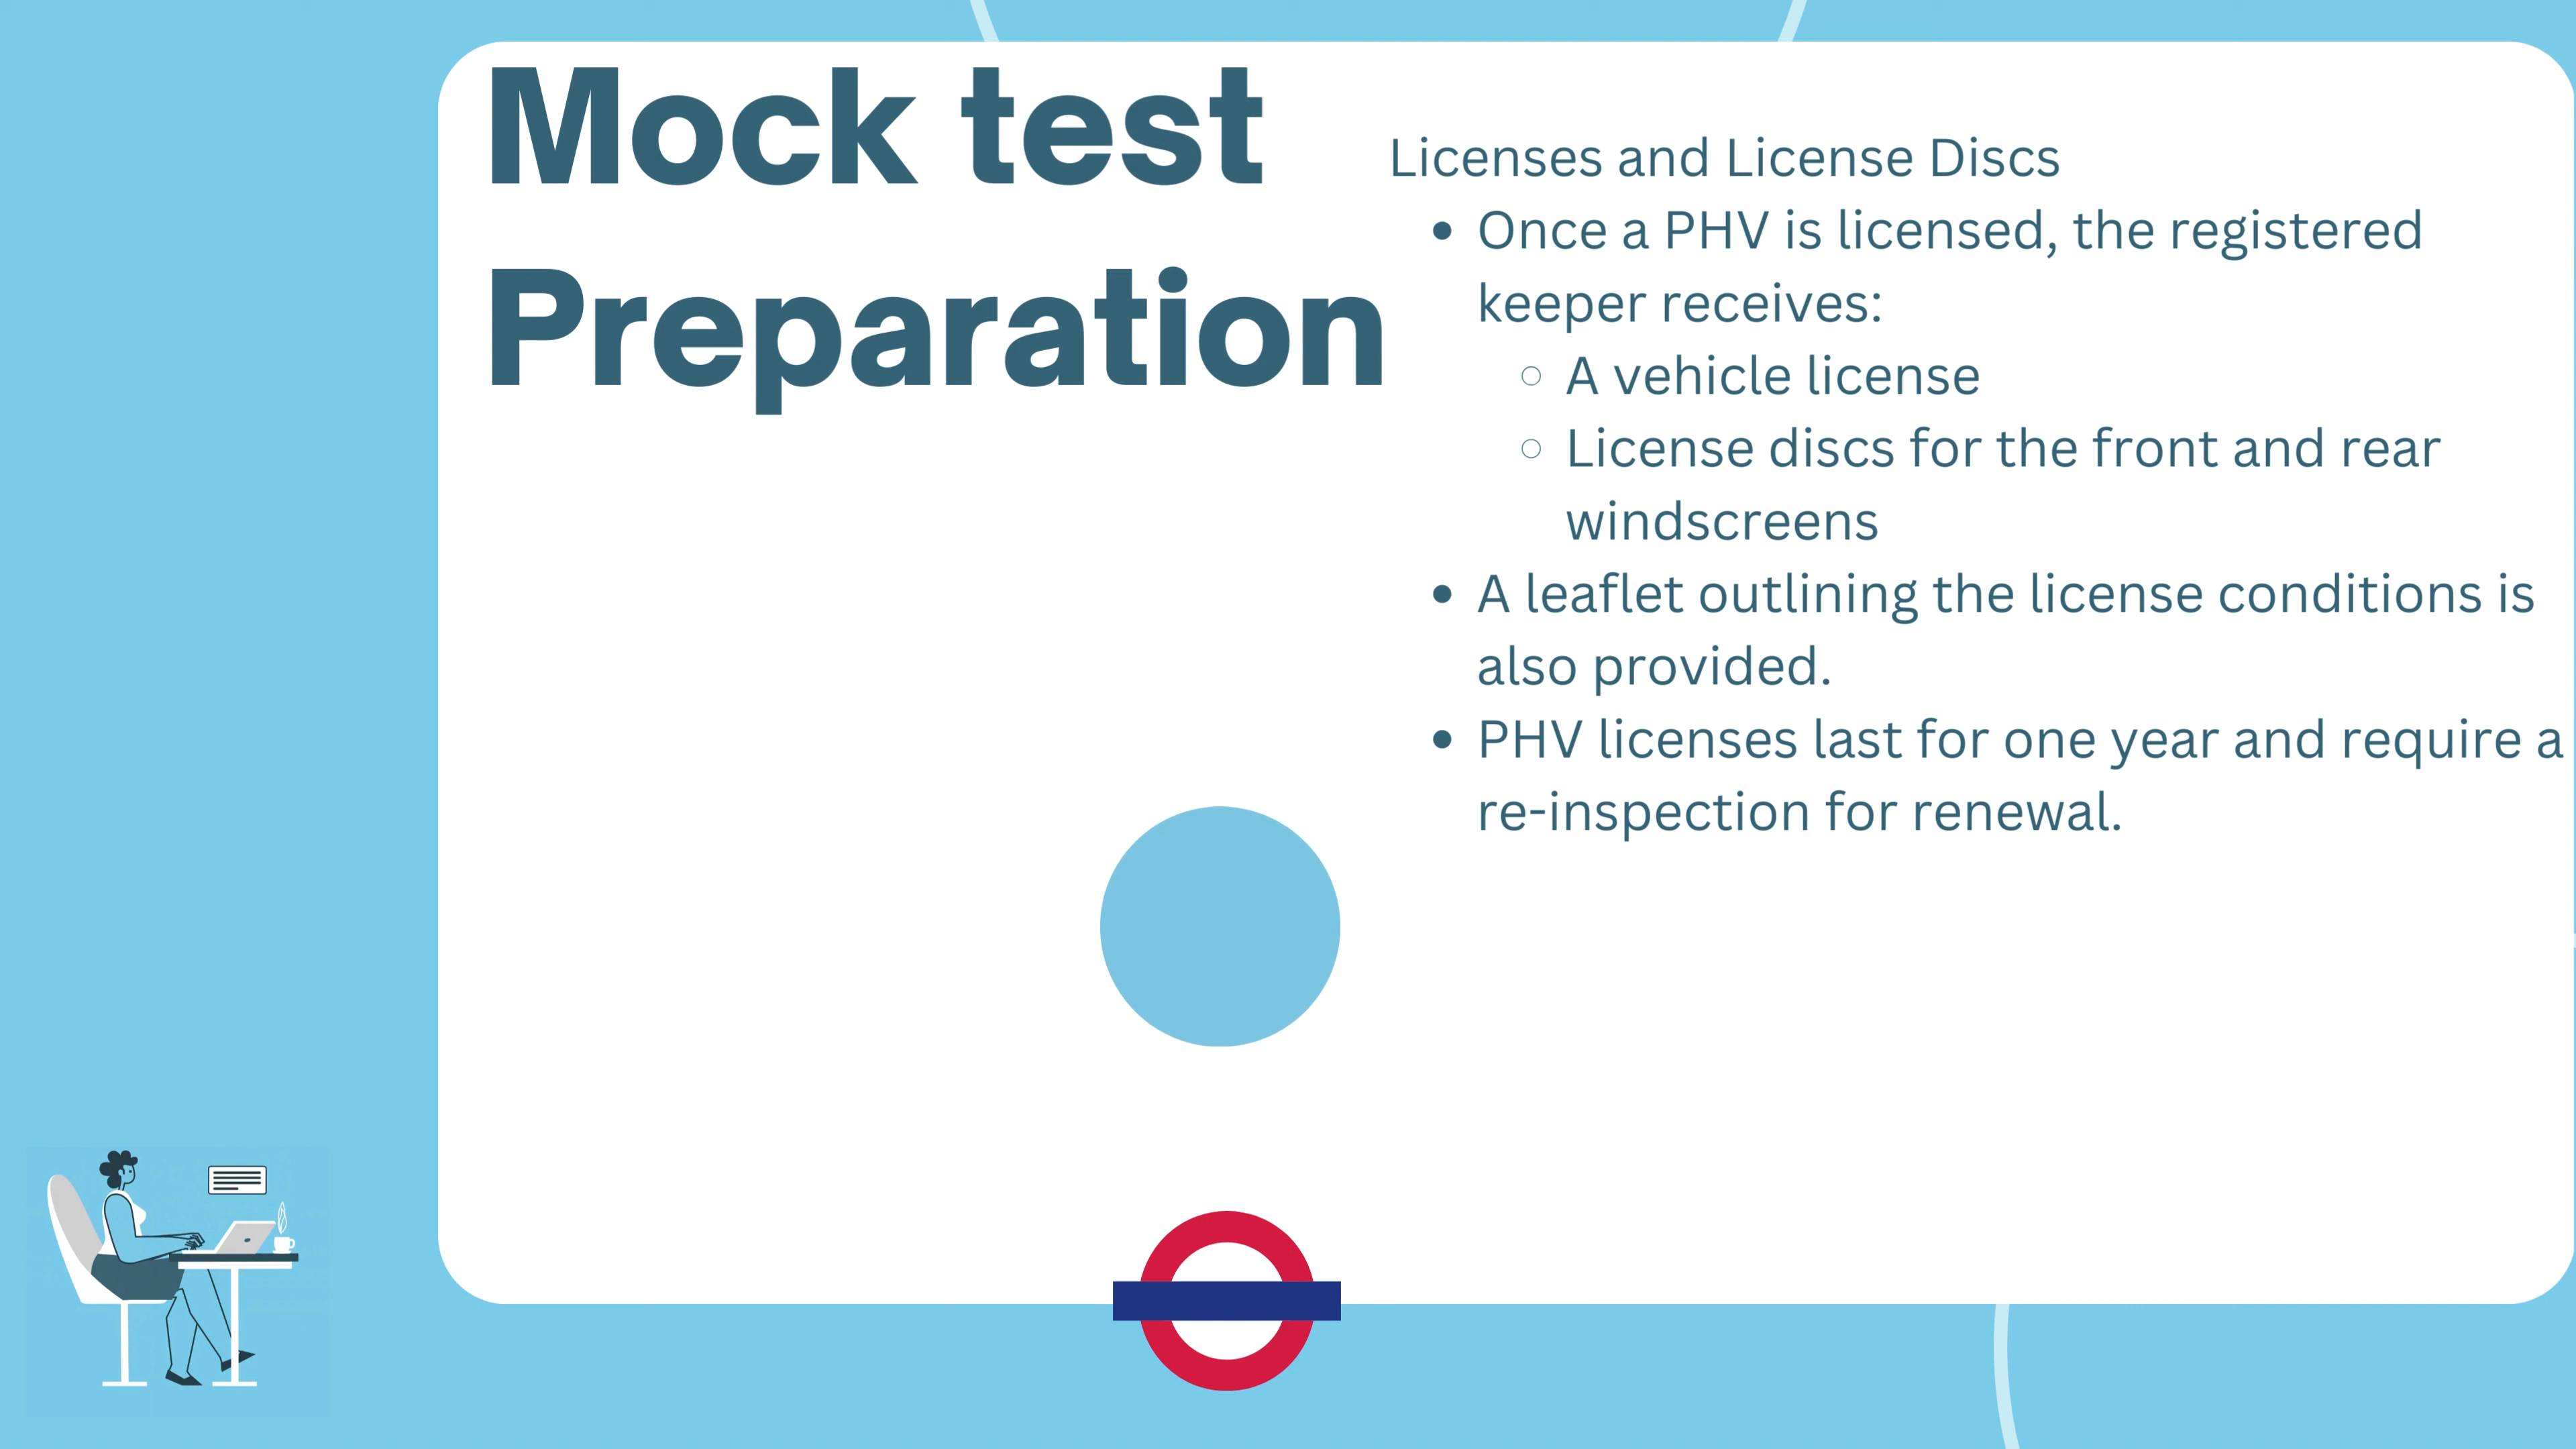 Mock test
Preparation
Licenses and License Discs
• Once a PHV is licensed, the registered
keeper receives:
◦ A vehicle license
◦ License discs for the front and rear
windscreens
• A leaflet outlining the license conditions is
also provided.
• PHV licenses last for one year and require a
re-inspection for renewal.